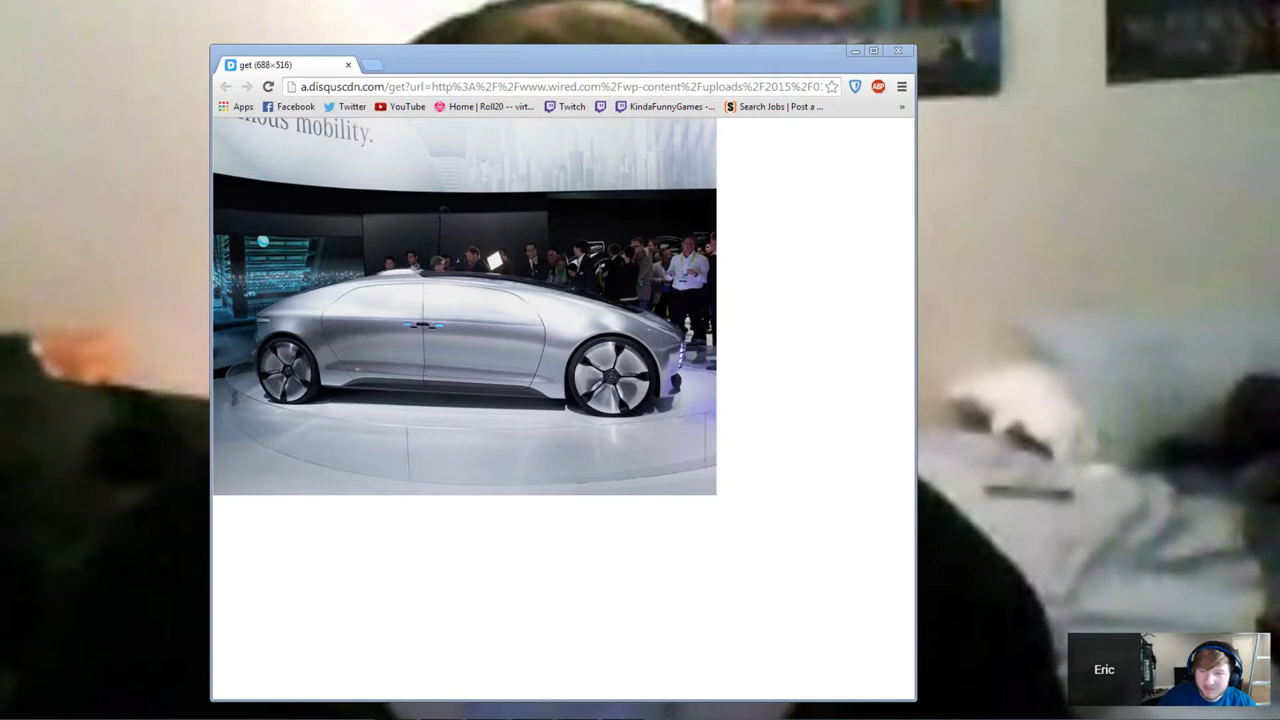 get (688×516)
a.disquscdn.com/get?url=http%3A%2F%2Fwww.wired.com%2Fwp-content%2Fuploads%2F2015%2F0
Apps Facebook Twitter YouTube Home | Roll20 -- virt... Twitch KindaFunnyGames -... Search Jobs | Post a ... »
ABP
mobility.
Eric